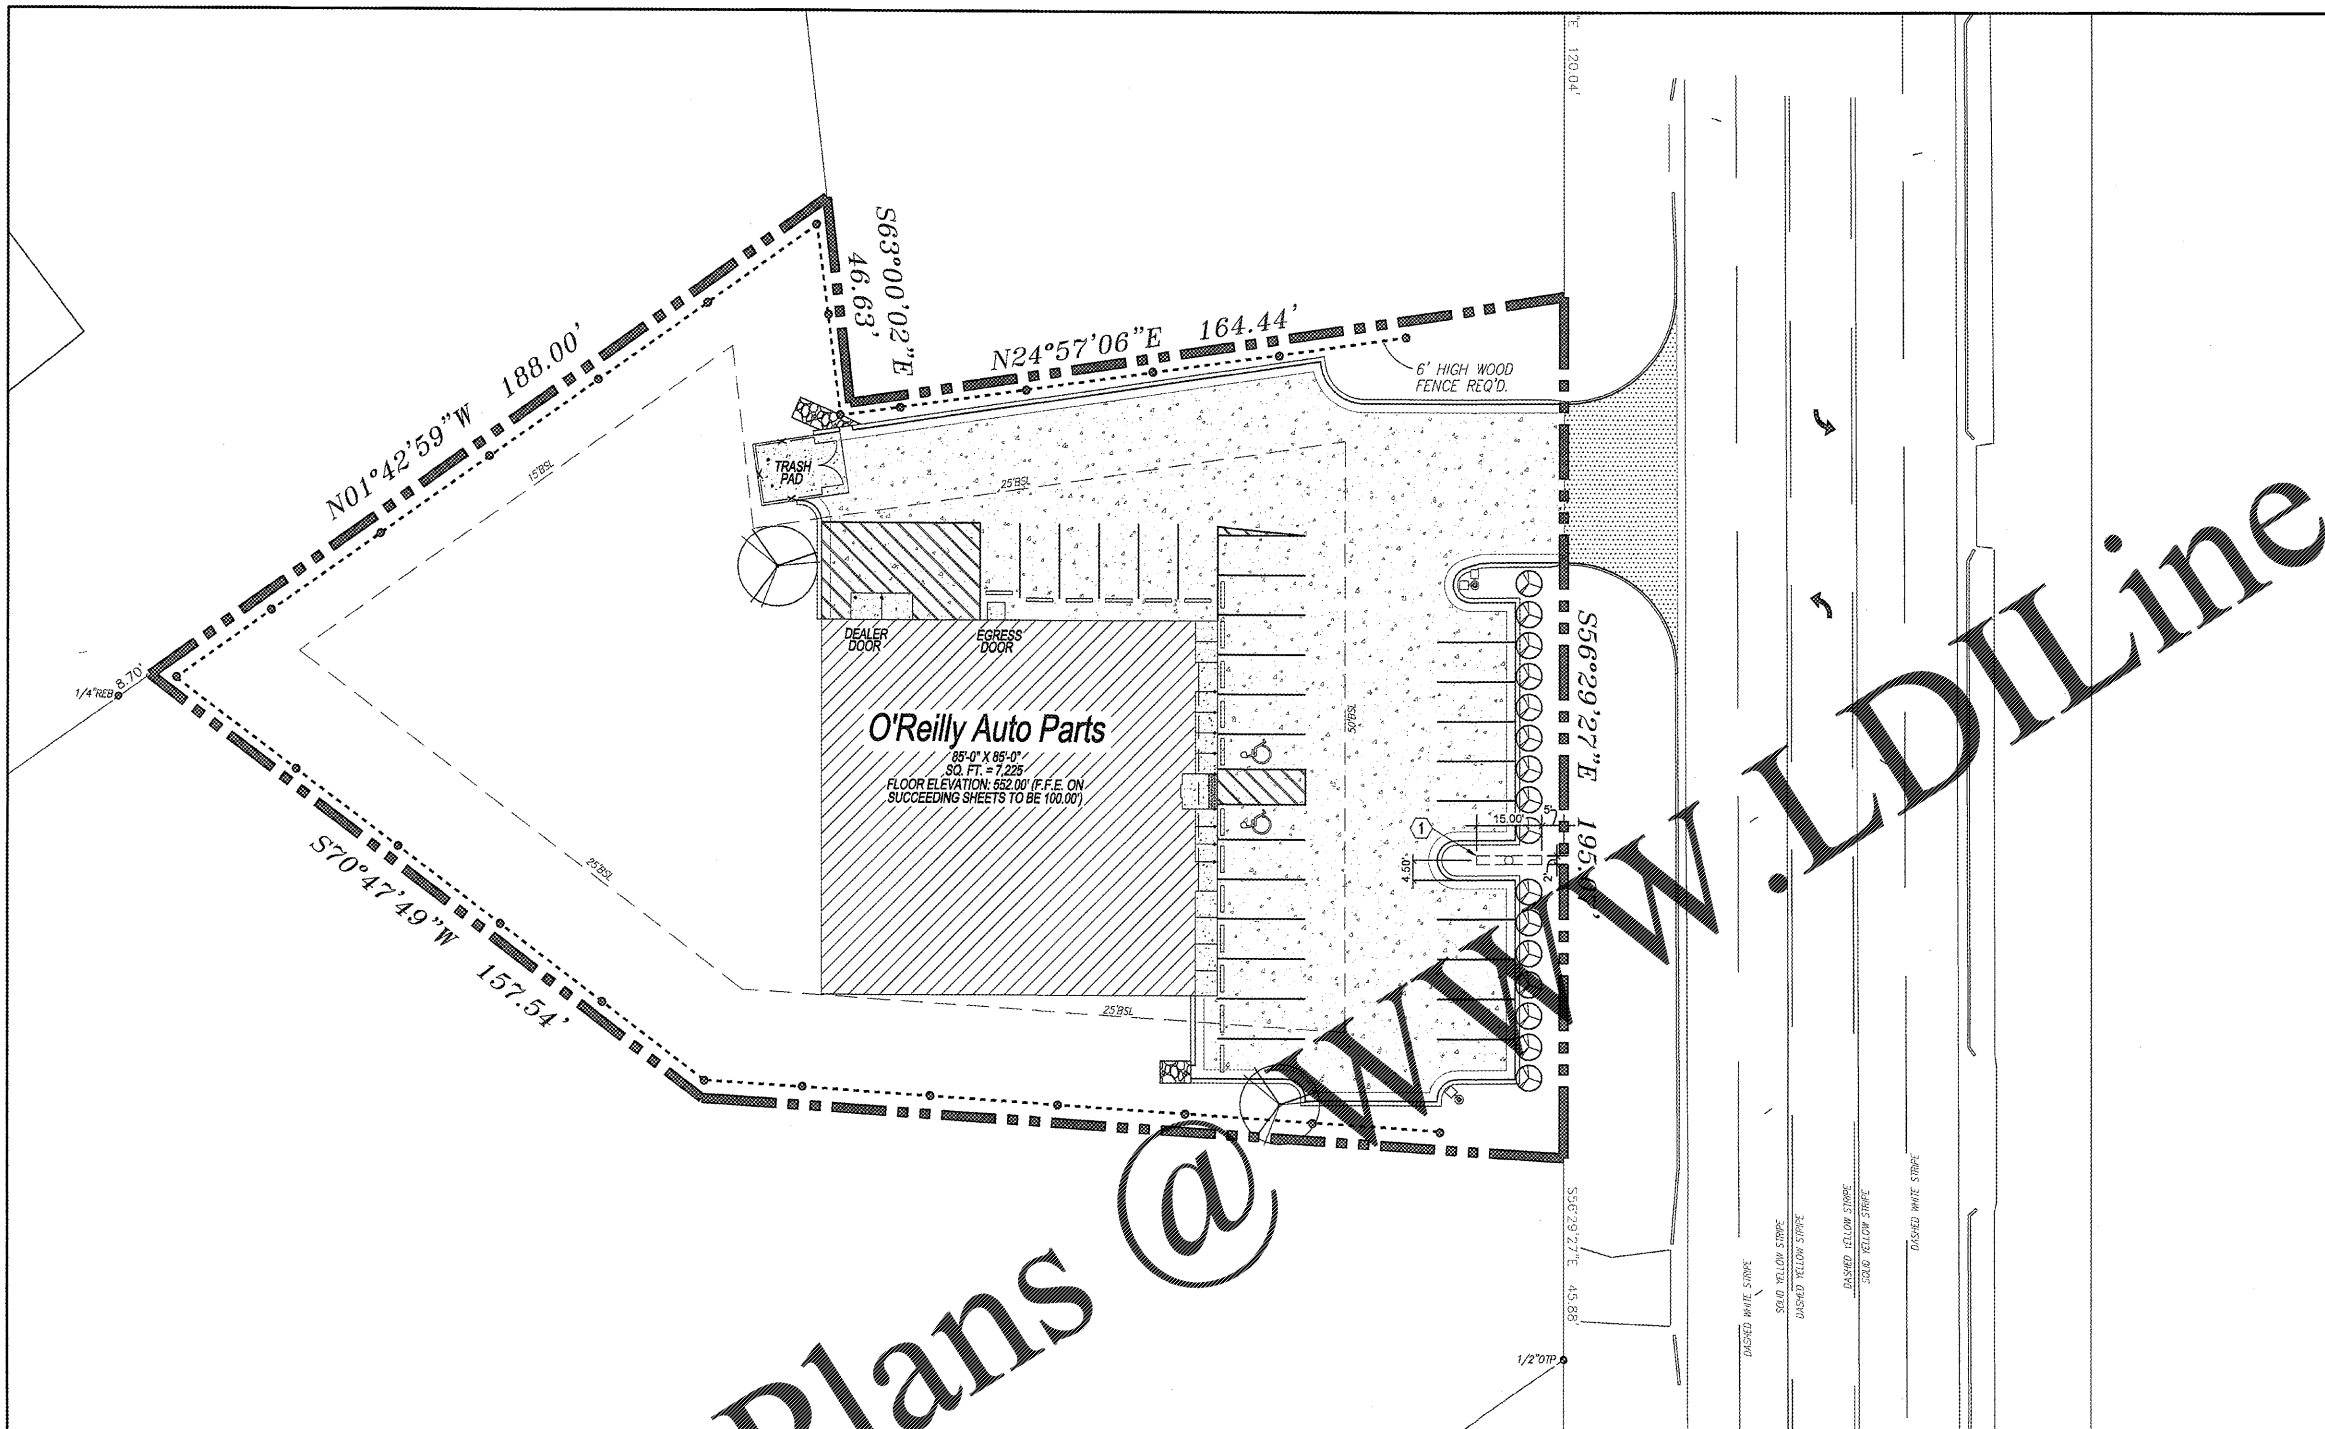 "E 120.04'
S63°00'02"E
46.63'
N24°57'06"E 164.44'
6' HIGH WOOD
FENCE REQ'D.
N01°42'59"W 188.00'
15'BSL
TRASH
PAD
25'BSL
DEALER
DOOR
EGRESS
DOOR
8.70'
1/4"REB
O'Reilly Auto Parts
85'-0" X 85'-0"
SQ. FT. = 7,225
FLOOR ELEVATION: 552.00' (F.F.E. ON
SUCCEEDING SHEETS TO BE 100.00')
50'BSL
S56°29'27"E
1
15.00'
5'
4.50'
2'
S70°47'49"W 157.54'
25'BSL
25'BSL
S56°29'27"E 45.88'
1/2"OTP
DASHED WHITE STRIPE
SOLID YELLOW STRIPE
DASHED YELLOW STRIPE
DASHED YELLOW STRIPE
SOLID YELLOW STRIPE
DASHED WHITE STRIPE
Plans @ www.LDILine